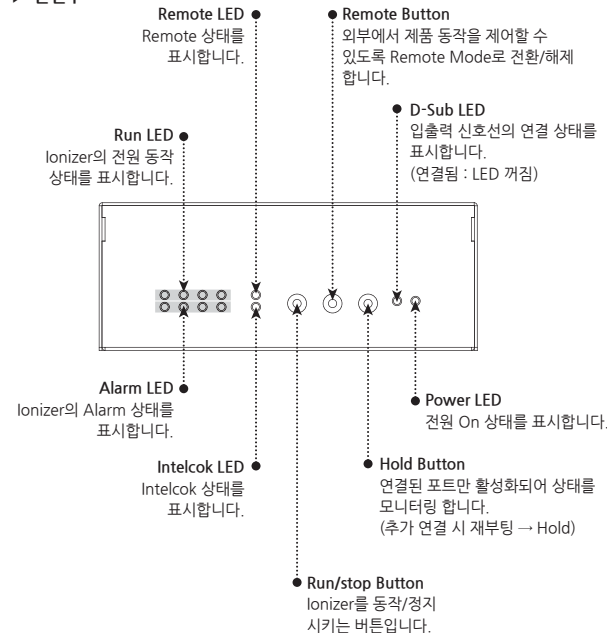 Remote LED
Remote 상태를
표시합니다.
Remote Button
외부에서 제품 동작을 제어할 수
있도록 Remote Mode로 전환/해제
합니다.
D-Sub LED
입출력 신호선의 연결 상태를
표시합니다.
(연결됨 : LED 꺼짐)
Run LED
Ionizer의 전원 동작
상태를 표시합니다.
Alarm LED
Ionizer의 Alarm 상태를
표시합니다.
Power LED
전원 On 상태를 표시합니다.
Intelcok LED
Intelcok 상태를
표시합니다.
Hold Button
연결된 포트만 활성화되어 상태를
모니터링 합니다.
(추가 연결 시 재부팅 → Hold)
Run/stop Button
Ionizer를 동작/정지
시키는 버튼입니다.